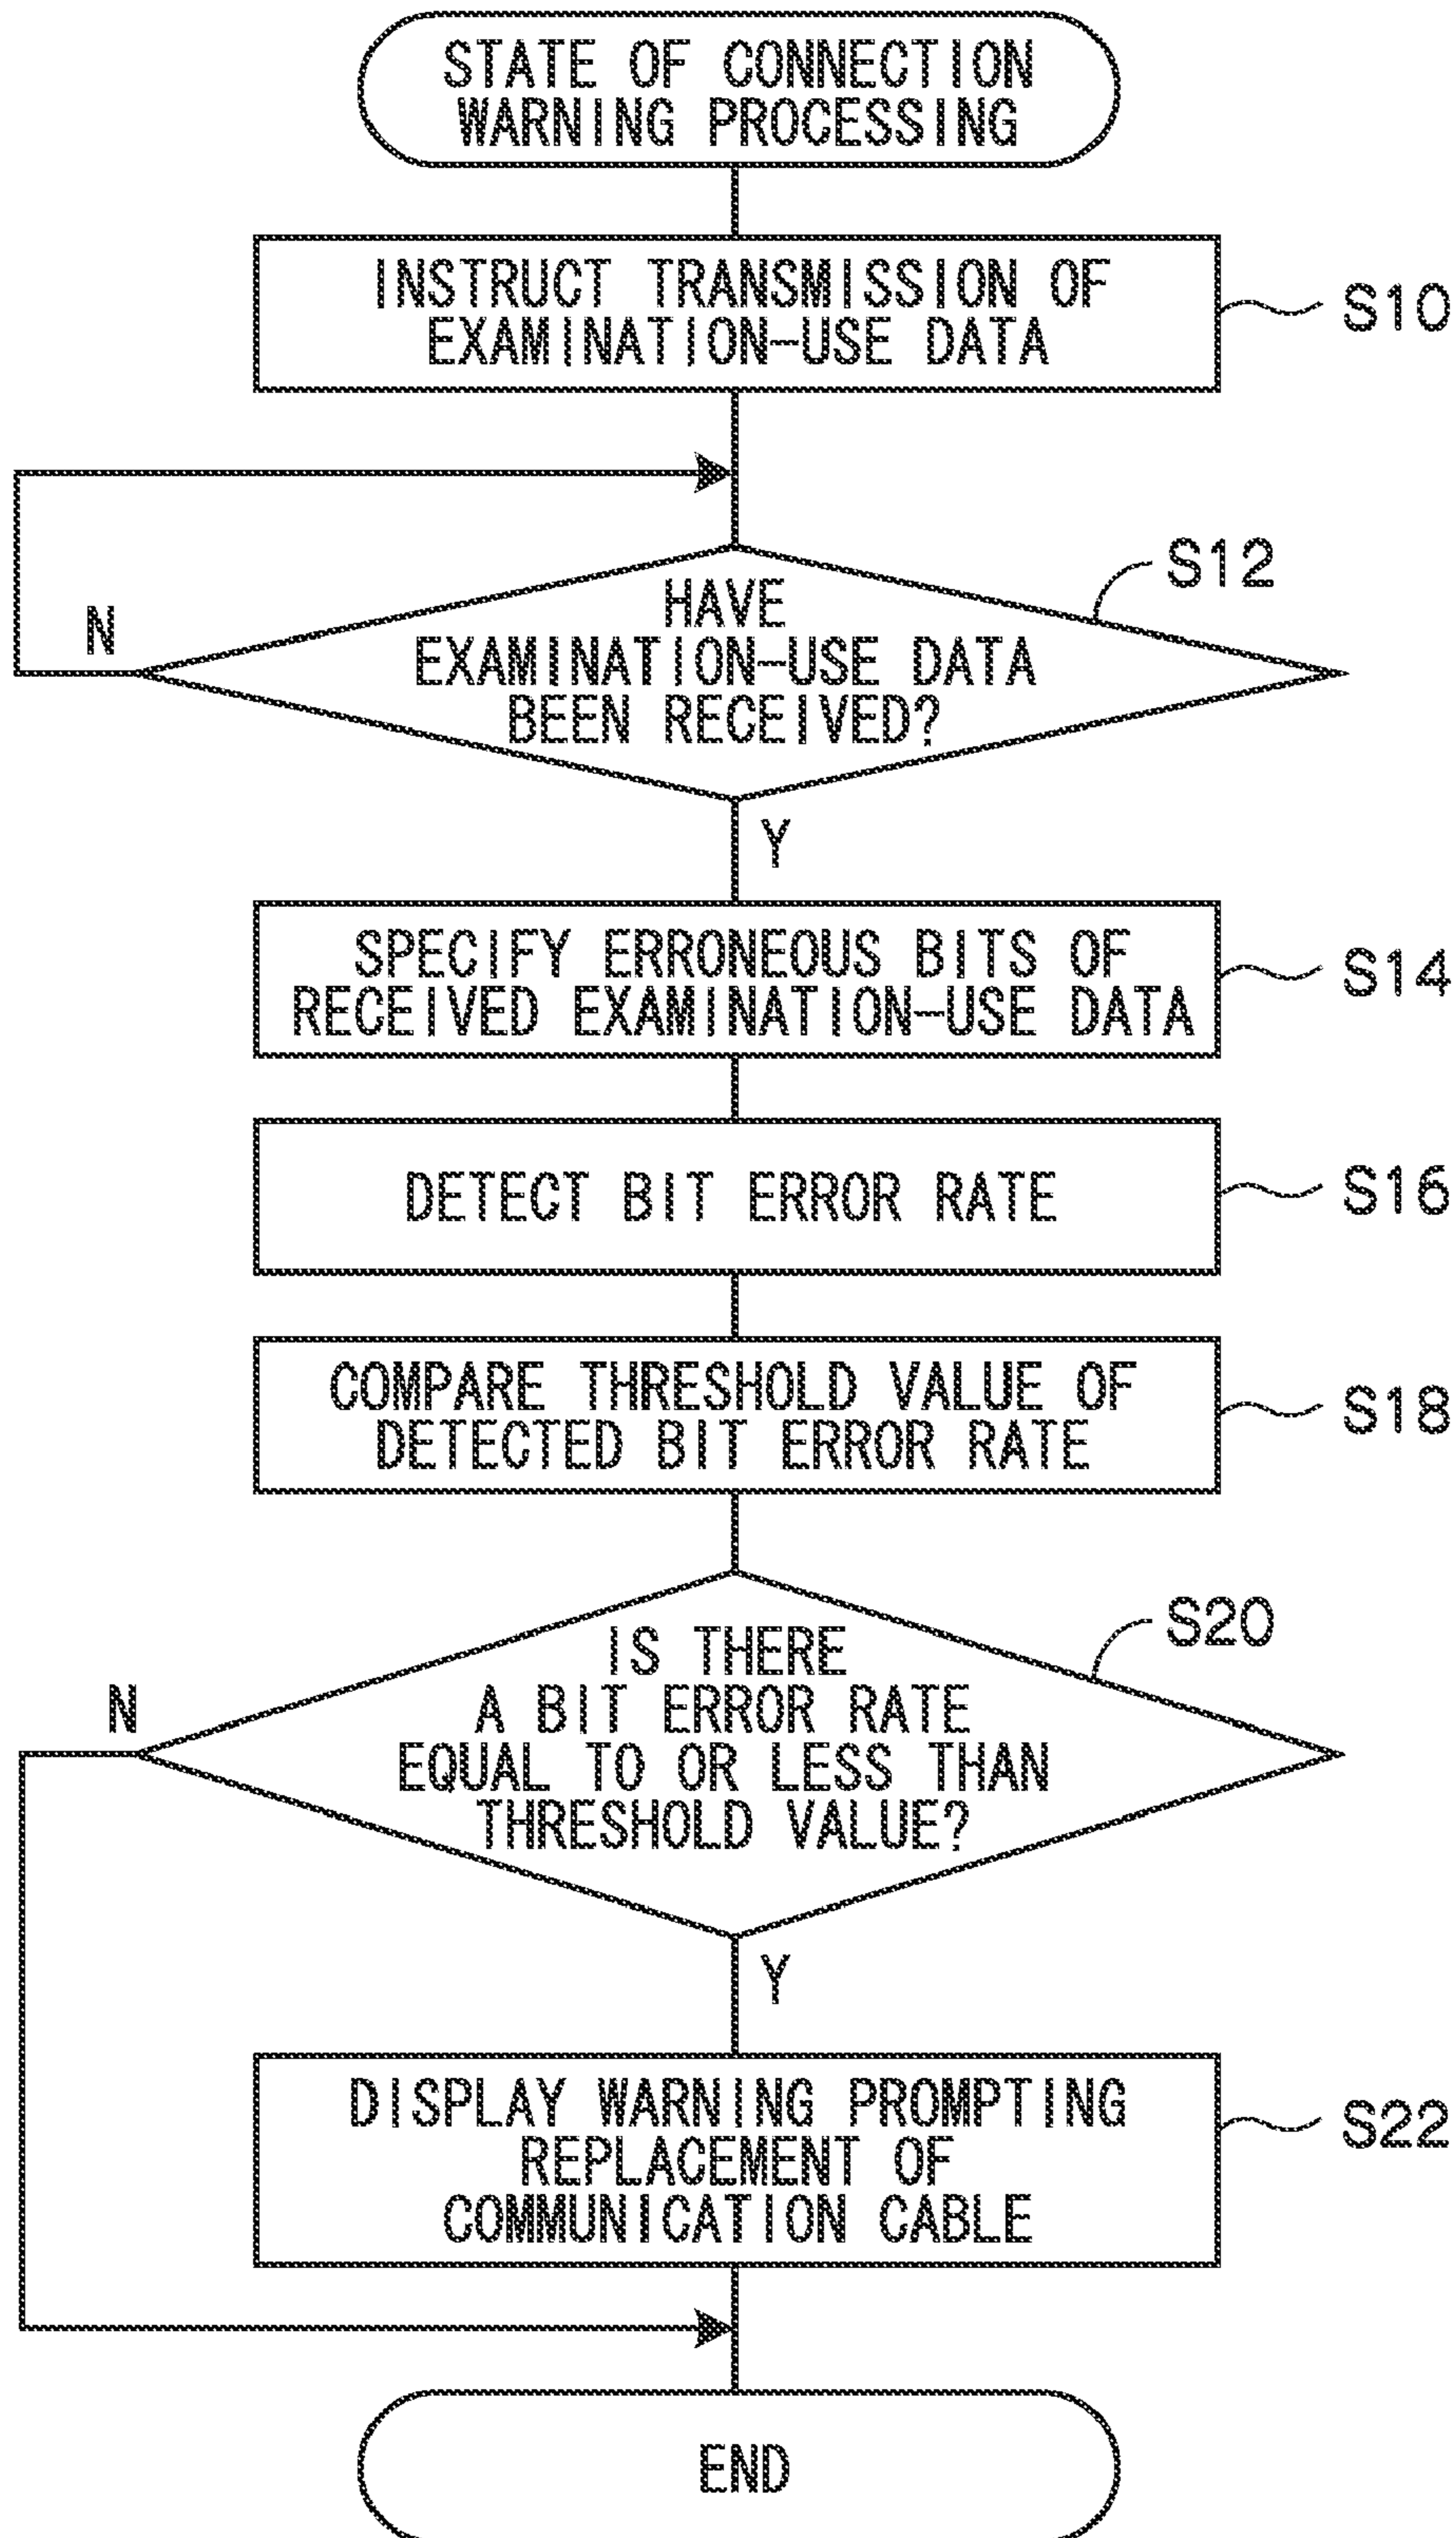 STATE OF CONNECTION
WARNING PROCESSING
INSTRUCT TRANSMISSION OF
EXAMINATION-USE DATA
S10
S12
HAVE
EXAMINATION-USE DATA
BEEN RECEIVED?
N
Y
SPECIFY ERRONEOUS BITS OF
RECEIVED EXAMINATION-USE DATA
S14
DETECT BIT ERROR RATE
S16
COMPARE THRESHOLD VALUE OF
DETECTED BIT ERROR RATE
S18
S20
IS THERE
A BIT ERROR RATE
EQUAL TO OR LESS THAN
THRESHOLD VALUE?
N
Y
DISPLAY WARNING PROMPTING
REPLACEMENT OF
COMMUNICATION CABLE
S22
END